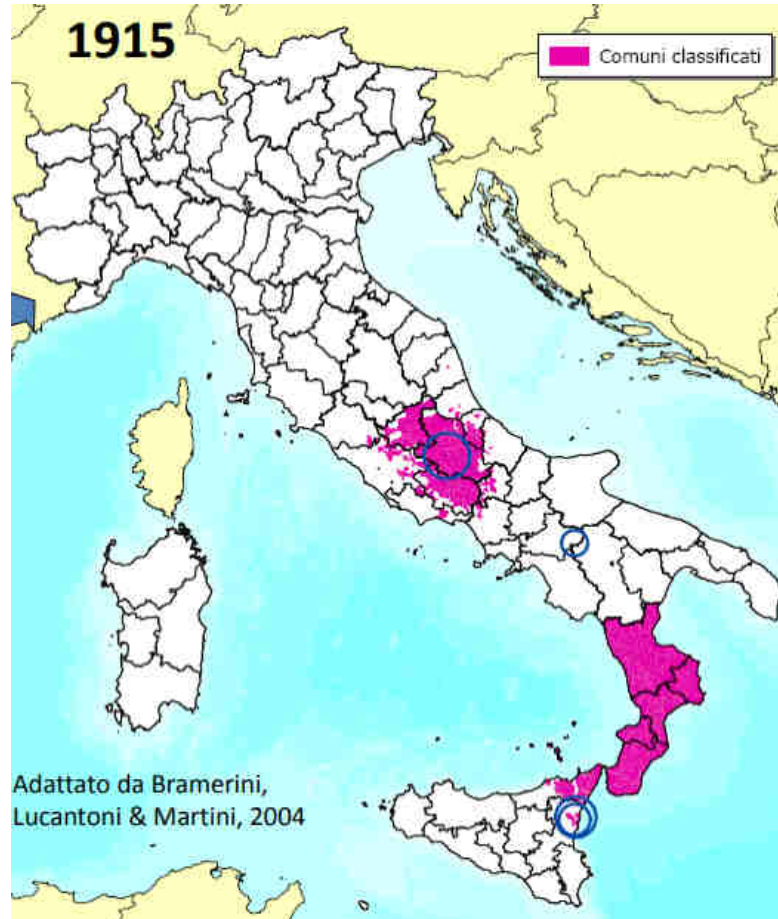 1915
Comuni classificati
Adattato da Bramerini,
Lucantoni & Martini, 2004